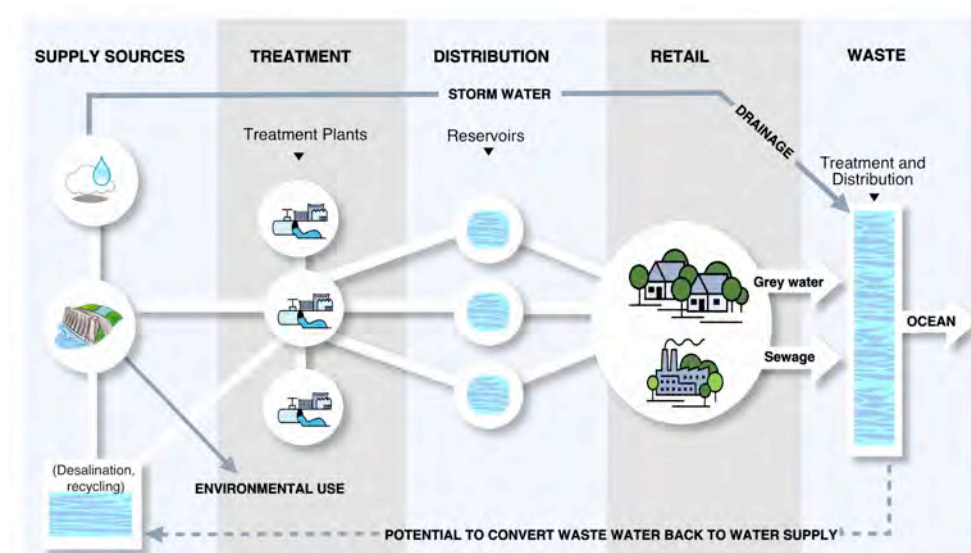 SUPPLY SOURCES
TREATMENT
DISTRIBUTION
RETAIL
WASTE
STORM WATER
DRAINAGE
Treatment Plants
Reservoirs
Treatment and
Distribution
Grey water
OCEAN
Sewage
(Desalination,
recycling)
ENVIRONMENTAL USE
POTENTIAL TO CONVERT WASTE WATER BACK TO WATER SUPPLY